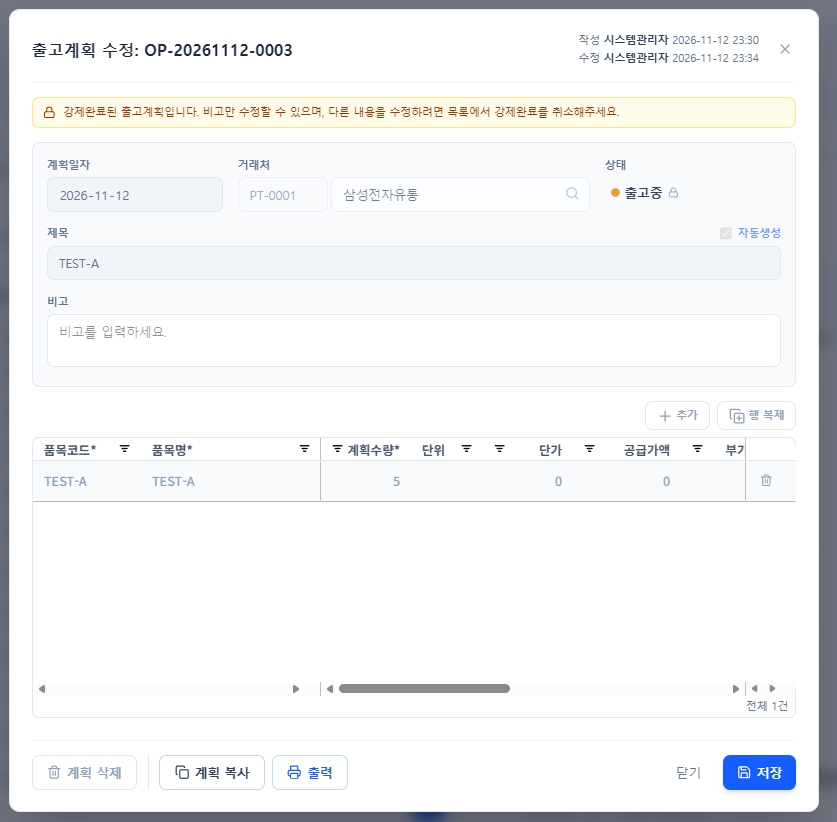 출고계획 수정: OP-20261112-0003
작성 시스템관리자 2026-11-12 23:30
수정 시스템관리자 2026-11-12 23:34
강제완료된 출고계획입니다. 비고만 수정할 수 있으며, 다른 내용을 수정하려면 목록에서 강제완료를 취소해주세요.
계획일자 거래처 상태
2026-11-12 PT-0001 삼성전자유통 출고중
제목 자동생성
TEST-A
비고
비고를 입력하세요.
추가 행 복제
품목코드* 품목명* 계획수량* 단위 단가 공급가액 부가
TEST-A TEST-A 5 0 0
전체 1건
계획 삭제 계획 복사 출력 닫기 저장